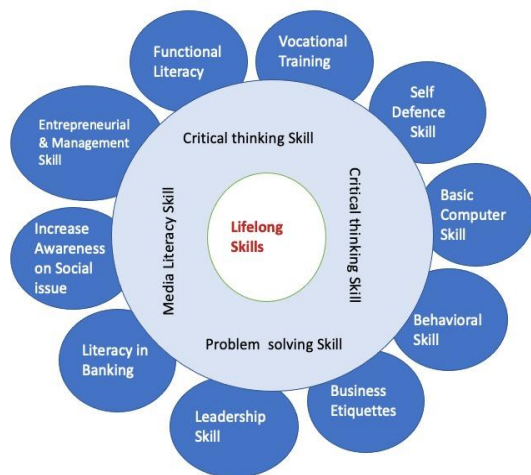 Functional
Literacy
Vocational
Training
Self
Defence
Skill
Basic
Computer
Skill
Behavioral
Skill
Business
Etiquettes
Leadership
Skill
Literacy in
Banking
Increase
Awareness
on Social
issue
Entrepreneurial
& Management
Skill
Critical thinking Skill
Critical thinking Skill
Problem solving Skill
Media Literacy Skill
Lifelong
Skills